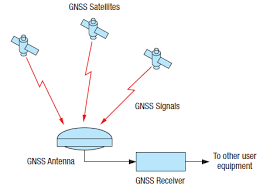 GNSS Satellites
GNSS Signals
GNSS Antenna
To other user
equipment
GNSS Receiver